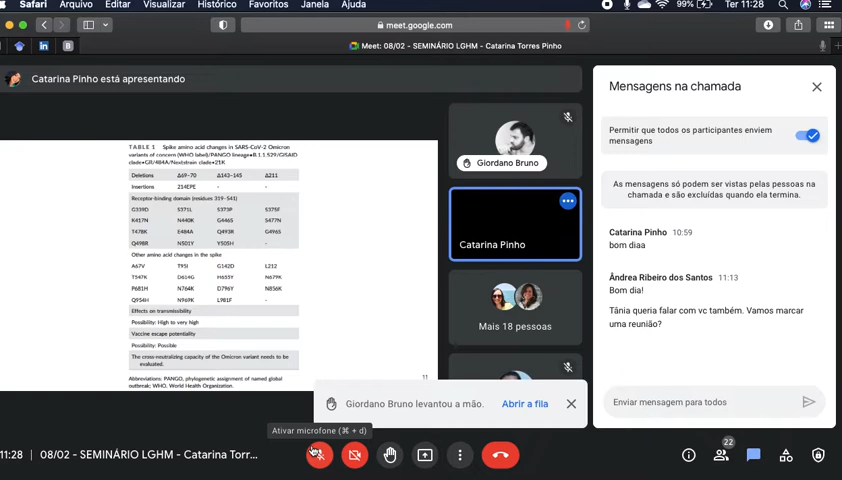 Safari Arquivo Editar Visualizar Histórico Favoritos Janela Ajuda 99% Ter 11:28
meet.google.com
in B Meet: 08/02 - SEMINÁRIO LGHM - Catarina Torres Pinho
Catarina Pinho está apresentando
TABLE 1 Spike amino acid changes in SARS-CoV-2 Omicron
variants of concern (WHO label)/PANGO lineage•B.1.1.529/GISAID
clade•GR/484A/Nextstrain clade•21K
Deletions Δ69–70 Δ143–145 Δ211
Insertions 214EPE - -
Receptor-binding domain (residues 319–541)
G339D S371L S373P S375F
K417N N440K G446S S477N
T478K E484A Q493R G496S
Q498R N501Y Y505H -
Other amino acid changes in the spike
A67V T95I G142D L212
T547K D614G H655Y N679K
P681H N764K D796Y N856K
Q954H N969K L981F -
Effects on transmissibility
Possibility: High to very high
Vaccine escape potentiality
Possibility: Possible
The cross-neutralizing capacity of the Omicron variant needs to be
evaluated.
Abbreviations: PANGO, phylogenetic assignment of named global
outbreak; WHO, World Health Organization.
11
Giordano Bruno
Catarina Pinho
Mais 18 pessoas
Giordano Bruno levantou a mão. Abrir a fila
Ativar microfone (⌘ + d)
11:28 | 08/02 - SEMINÁRIO LGHM - Catarina Torr...
22
Mensagens na chamada
Permitir que todos os participantes enviem
mensagens
As mensagens só podem ser vistas pelas pessoas na
chamada e são excluídas quando ela termina.
Catarina Pinho 10:59
bom diaa
Ândrea Ribeiro dos Santos 11:13
Bom dia!
Tânia queria falar com vc também. Vamos marcar
uma reunião?
Enviar mensagem para todos